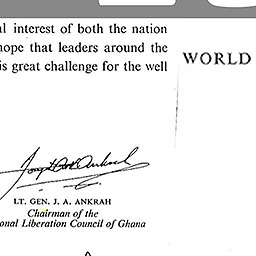 al interest of both the nation
hope that leaders around the
is great challenge for the well
WORLD
LT. GEN. J. A. ANKRAH
Chairman of the
onal Liberation Council of Ghana